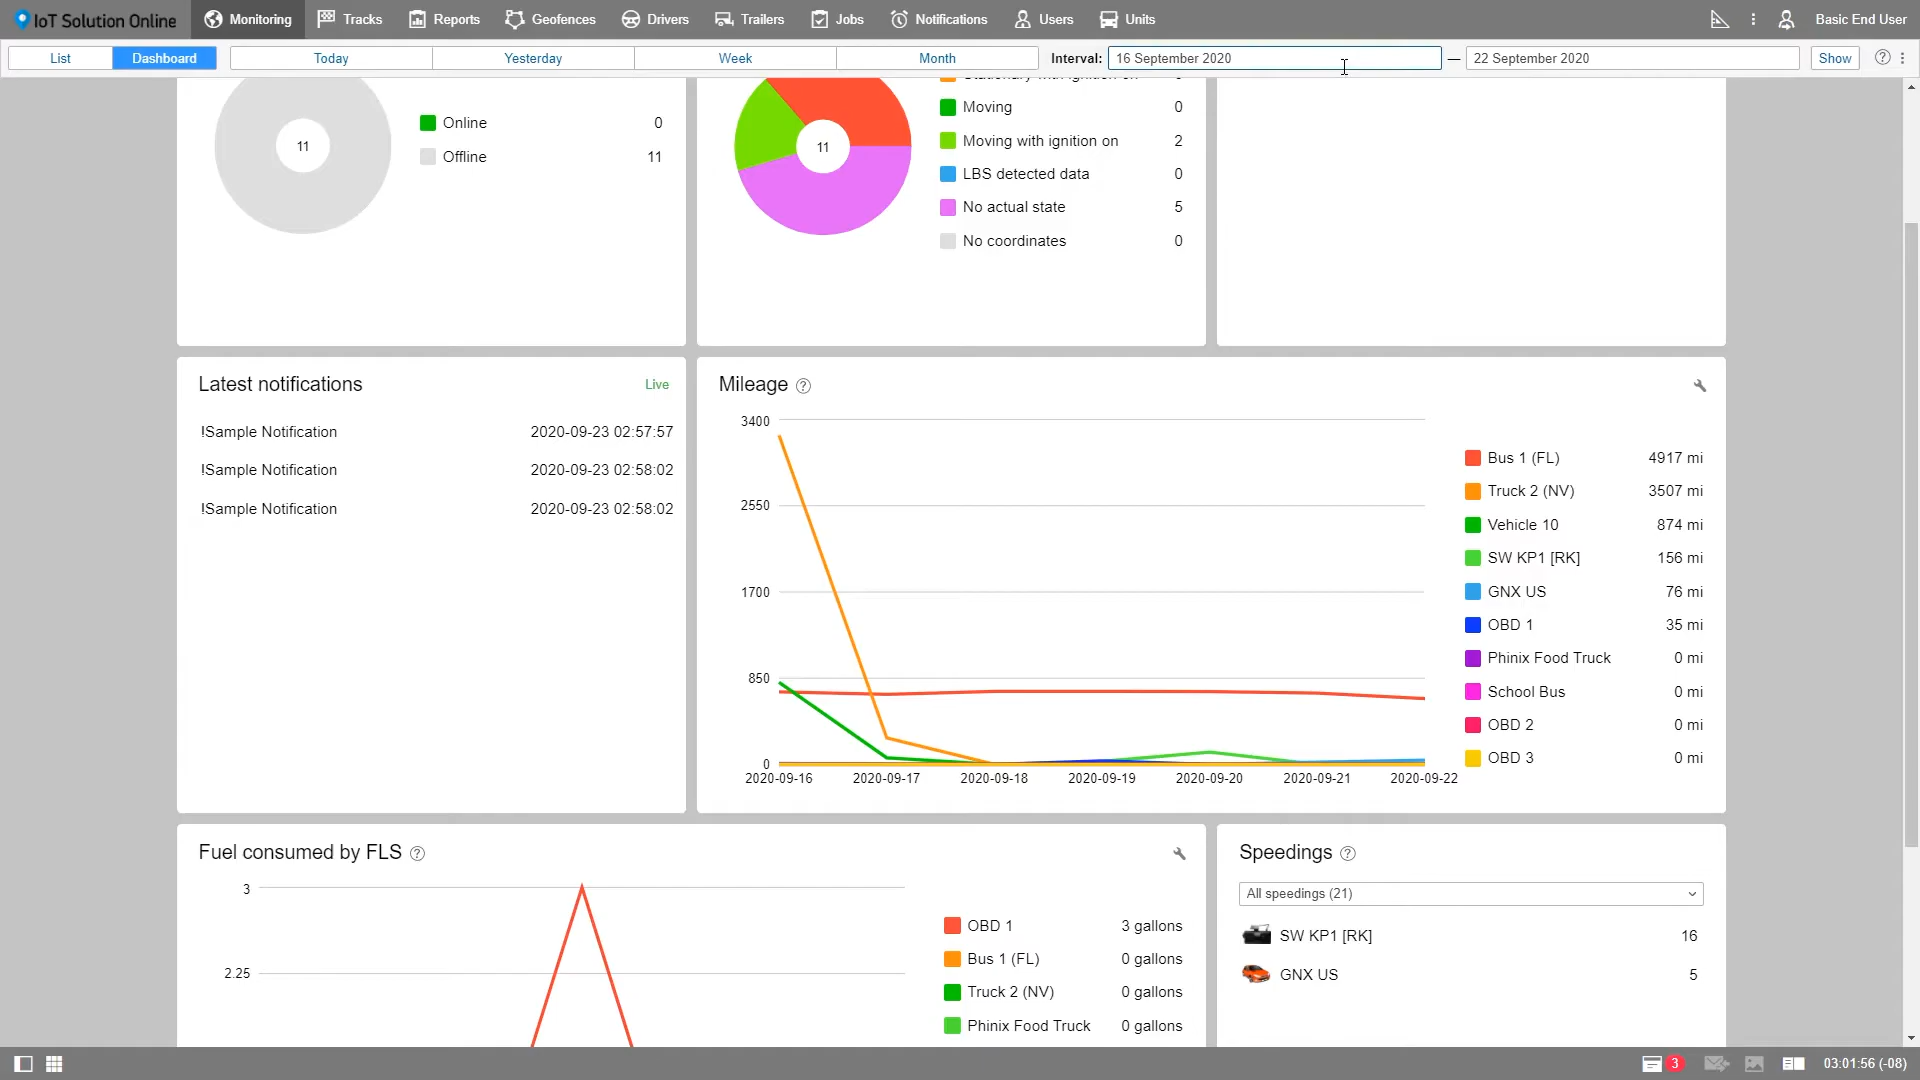 IoT Solution Online
Monitoring
Tracks
Reports
Geofences
Drivers
Trailers
Jobs
Notifications
Users
Units
Basic End User
List
Dashboard
Today
Yesterday
Week
Month
Interval:
16 September 2020
—
22 September 2020
Show
11
Online 0
Offline 11
11
Stationary with ignition on 0
Moving 0
Moving with ignition on 2
LBS detected data 0
No actual state 5
No coordinates 0
Latest notifications
Live
!Sample Notification 2020-09-23 02:57:57
!Sample Notification 2020-09-23 02:58:02
!Sample Notification 2020-09-23 02:58:02
Mileage ?
3400
2550
1700
850
0
2020-09-16 2020-09-17 2020-09-18 2020-09-19 2020-09-20 2020-09-21 2020-09-22
Bus 1 (FL) 4917 mi
Truck 2 (NV) 3507 mi
Vehicle 10 874 mi
SW KP1 [RK] 156 mi
GNX US 76 mi
OBD 1 35 mi
Phinix Food Truck 0 mi
School Bus 0 mi
OBD 2 0 mi
OBD 3 0 mi
Fuel consumed by FLS ?
3
2.25
OBD 1 3 gallons
Bus 1 (FL) 0 gallons
Truck 2 (NV) 0 gallons
Phinix Food Truck 0 gallons
Speedings ?
All speedings (21)
SW KP1 [RK] 16
GNX US 5
3
03:01:56 (-08)